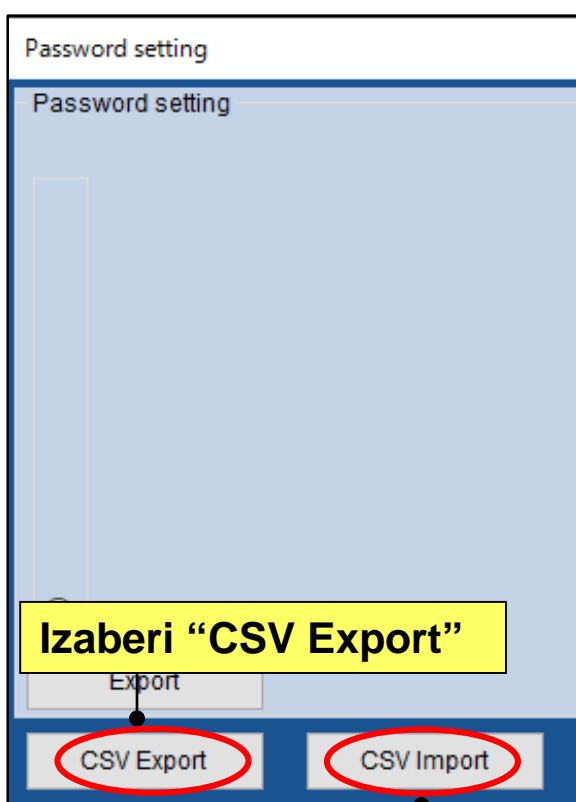 Password setting
Password setting
Izaberi “CSV Export”
Export
CSV Export
CSV Import